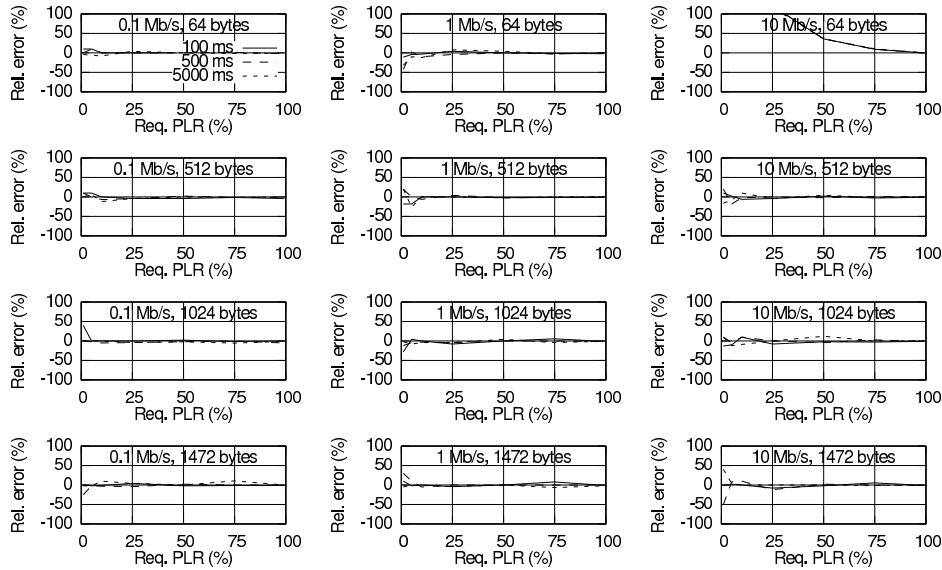 0.1 Mb/s, 64 bytes
Rel. error (%)
100
50
0
-50
-100
100 ms
500 ms
5000 ms
0 25 50 75 100
Req. PLR (%)
1 Mb/s, 64 bytes
Rel. error (%)
100
50
0
-50
-100
0 25 50 75 100
Req. PLR (%)
10 Mb/s, 64 bytes
Rel. error (%)
100
50
0
-50
-100
0 25 50 75 100
Req. PLR (%)
0.1 Mb/s, 512 bytes
Rel. error (%)
100
50
0
-50
-100
0 25 50 75 100
Req. PLR (%)
1 Mb/s, 512 bytes
Rel. error (%)
100
50
0
-50
-100
0 25 50 75 100
Req. PLR (%)
10 Mb/s, 512 bytes
Rel. error (%)
100
50
0
-50
-100
0 25 50 75 100
Req. PLR (%)
0.1 Mb/s, 1024 bytes
Rel. error (%)
100
50
0
-50
-100
0 25 50 75 100
Req. PLR (%)
1 Mb/s, 1024 bytes
Rel. error (%)
100
50
0
-50
-100
0 25 50 75 100
Req. PLR (%)
10 Mb/s, 1024 bytes
Rel. error (%)
100
50
0
-50
-100
0 25 50 75 100
Req. PLR (%)
0.1 Mb/s, 1472 bytes
Rel. error (%)
100
50
0
-50
-100
0 25 50 75 100
Req. PLR (%)
1 Mb/s, 1472 bytes
Rel. error (%)
100
50
0
-50
-100
0 25 50 75 100
Req. PLR (%)
10 Mb/s, 1472 bytes
Rel. error (%)
100
50
0
-50
-100
0 25 50 75 100
Req. PLR (%)